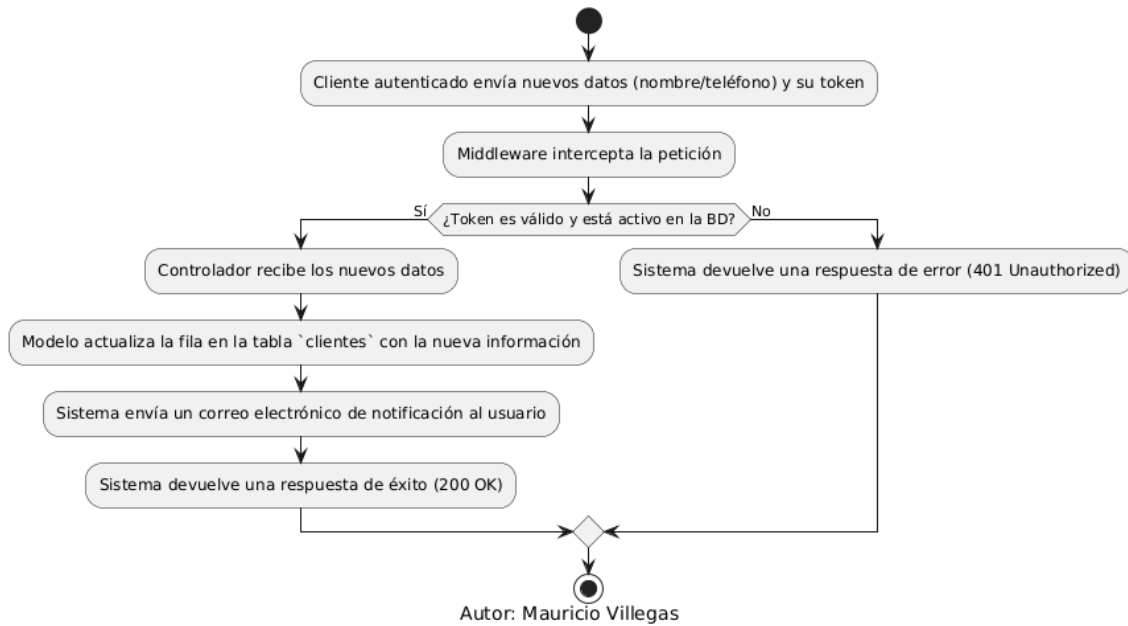 Cliente autenticado envía nuevos datos (nombre/teléfono) y su token
Middleware intercepta la petición
¿Token es válido y está activo en la BD?
Sí
No
Controlador recibe los nuevos datos
Sistema devuelve una respuesta de error (401 Unauthorized)
Modelo actualiza la fila en la tabla `clientes` con la nueva información
Sistema envía un correo electrónico de notificación al usuario
Sistema devuelve una respuesta de éxito (200 OK)
Autor: Mauricio Villegas